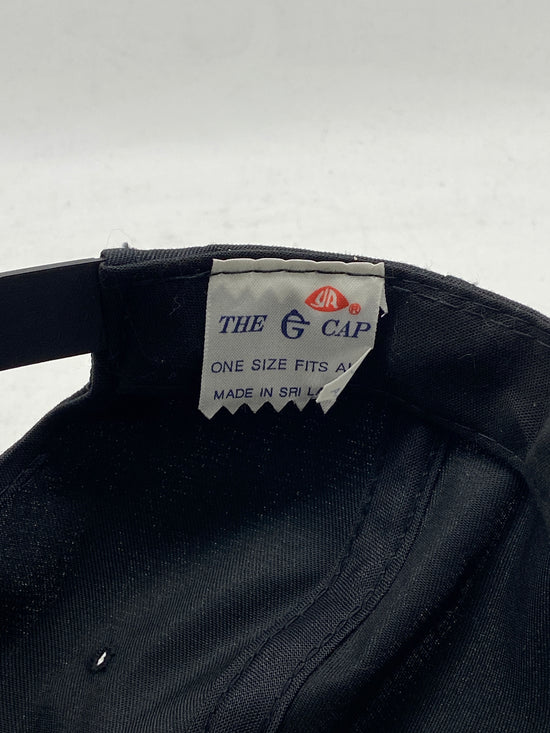 THE G CAP
ONE SIZE FITS A
MADE IN SRI L